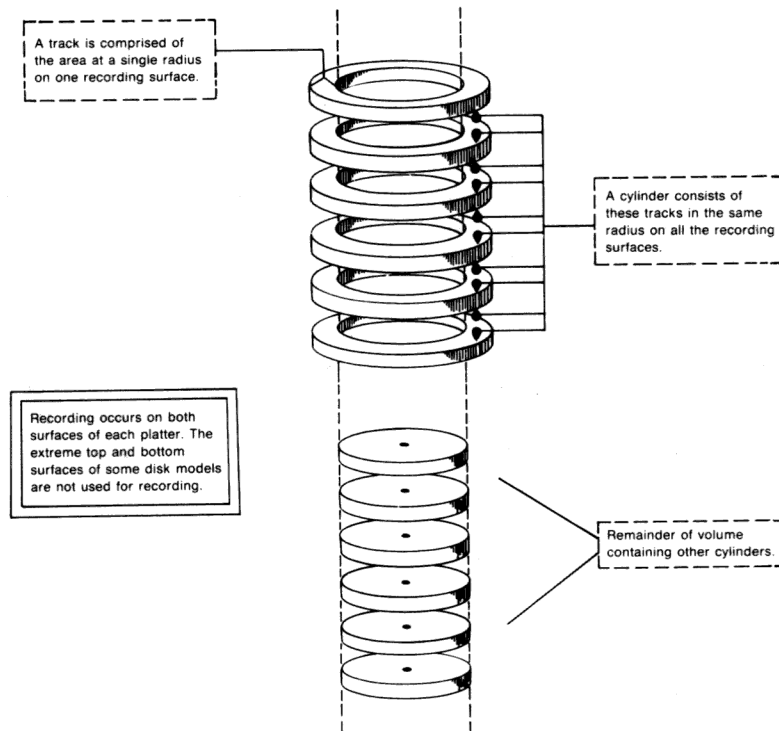 A track is comprised of
the area at a single radius
on one recording surface.
A cylinder consists of
these tracks in the same
radius on all the recording
surfaces.
Recording occurs on both
surfaces of each platter. The
extreme top and bottom
surfaces of some disk models
are not used for recording.
Remainder of volume
containing other cylinders.